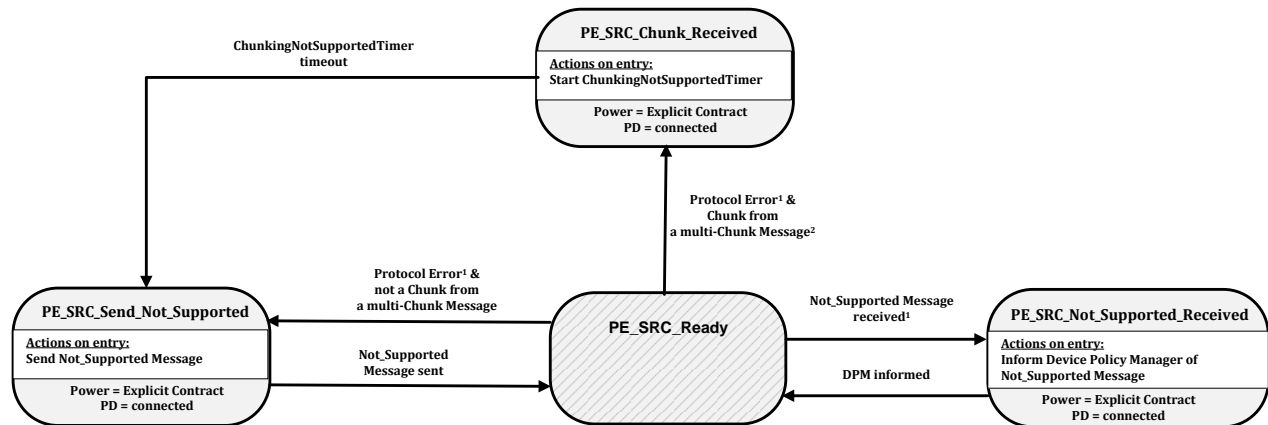 PE_SRC_Chunk_Received
Actions on entry:
Start ChunkingNotSupportedTimer
Power = Explicit Contract
PD = connected
ChunkingNotSupportedTimer
timeout
Protocol Error¹ &
Chunk from
a multi-Chunk Message²
Protocol Error¹ &
not a Chunk from
a multi-Chunk Message
PE_SRC_Send_Not_Supported
Actions on entry:
Send Not_Supported Message
Power = Explicit Contract
PD = connected
Not_Supported
Message sent
PE_SRC_Ready
Not_Supported Message
received¹
DPM informed
PE_SRC_Not_Supported_Received
Actions on entry:
Inform Device Policy Manager of
Not_Supported Message
Power = Explicit Contract
PD = connected